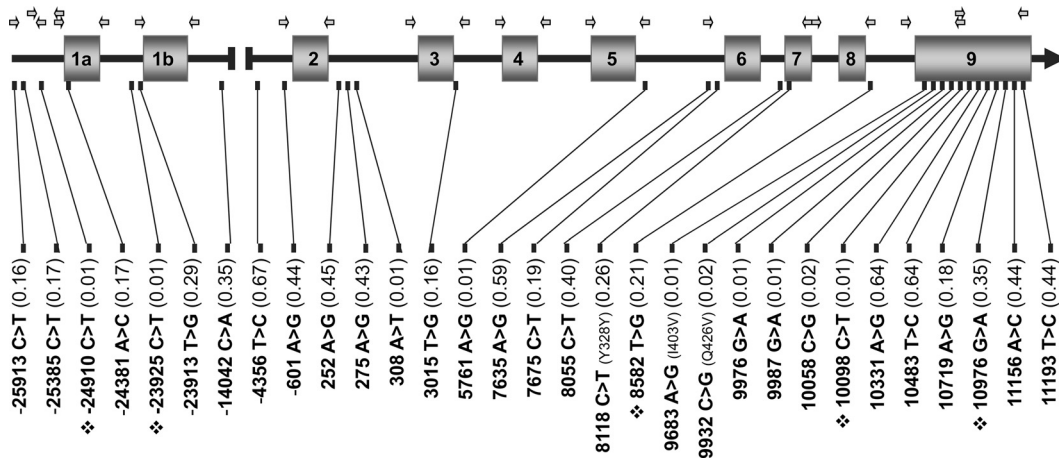 1a 1b 2 3 4 5 6 7 8 9
-25913 C>T (0.16)
-25385 C>T (0.17)
❖ -24910 C>T (0.01)
-24381 A>C (0.17)
❖ -23925 C>T (0.01)
-23913 T>G (0.29)
-14042 C>A (0.35)
-4356 T>C (0.67)
-601 A>G (0.44)
252 A>G (0.45)
275 A>G (0.43)
308 A>T (0.01)
3015 T>G (0.16)
5761 A>G (0.01)
7635 A>G (0.59)
7675 C>T (0.19)
8055 C>T (0.40)
8118 C>T (Y328Y) (0.26)
❖ 8582 T>G (0.21)
9683 A>G (I403V) (0.01)
9932 C>G (Q426V) (0.02)
9976 G>A (0.01)
9987 G>A (0.01)
10058 C>G (0.02)
❖ 10098 C>T (0.01)
10331 A>G (0.64)
10483 T>C (0.64)
10719 A>G (0.18)
❖ 10976 G>A (0.35)
11156 A>C (0.44)
11193 T>C (0.44)